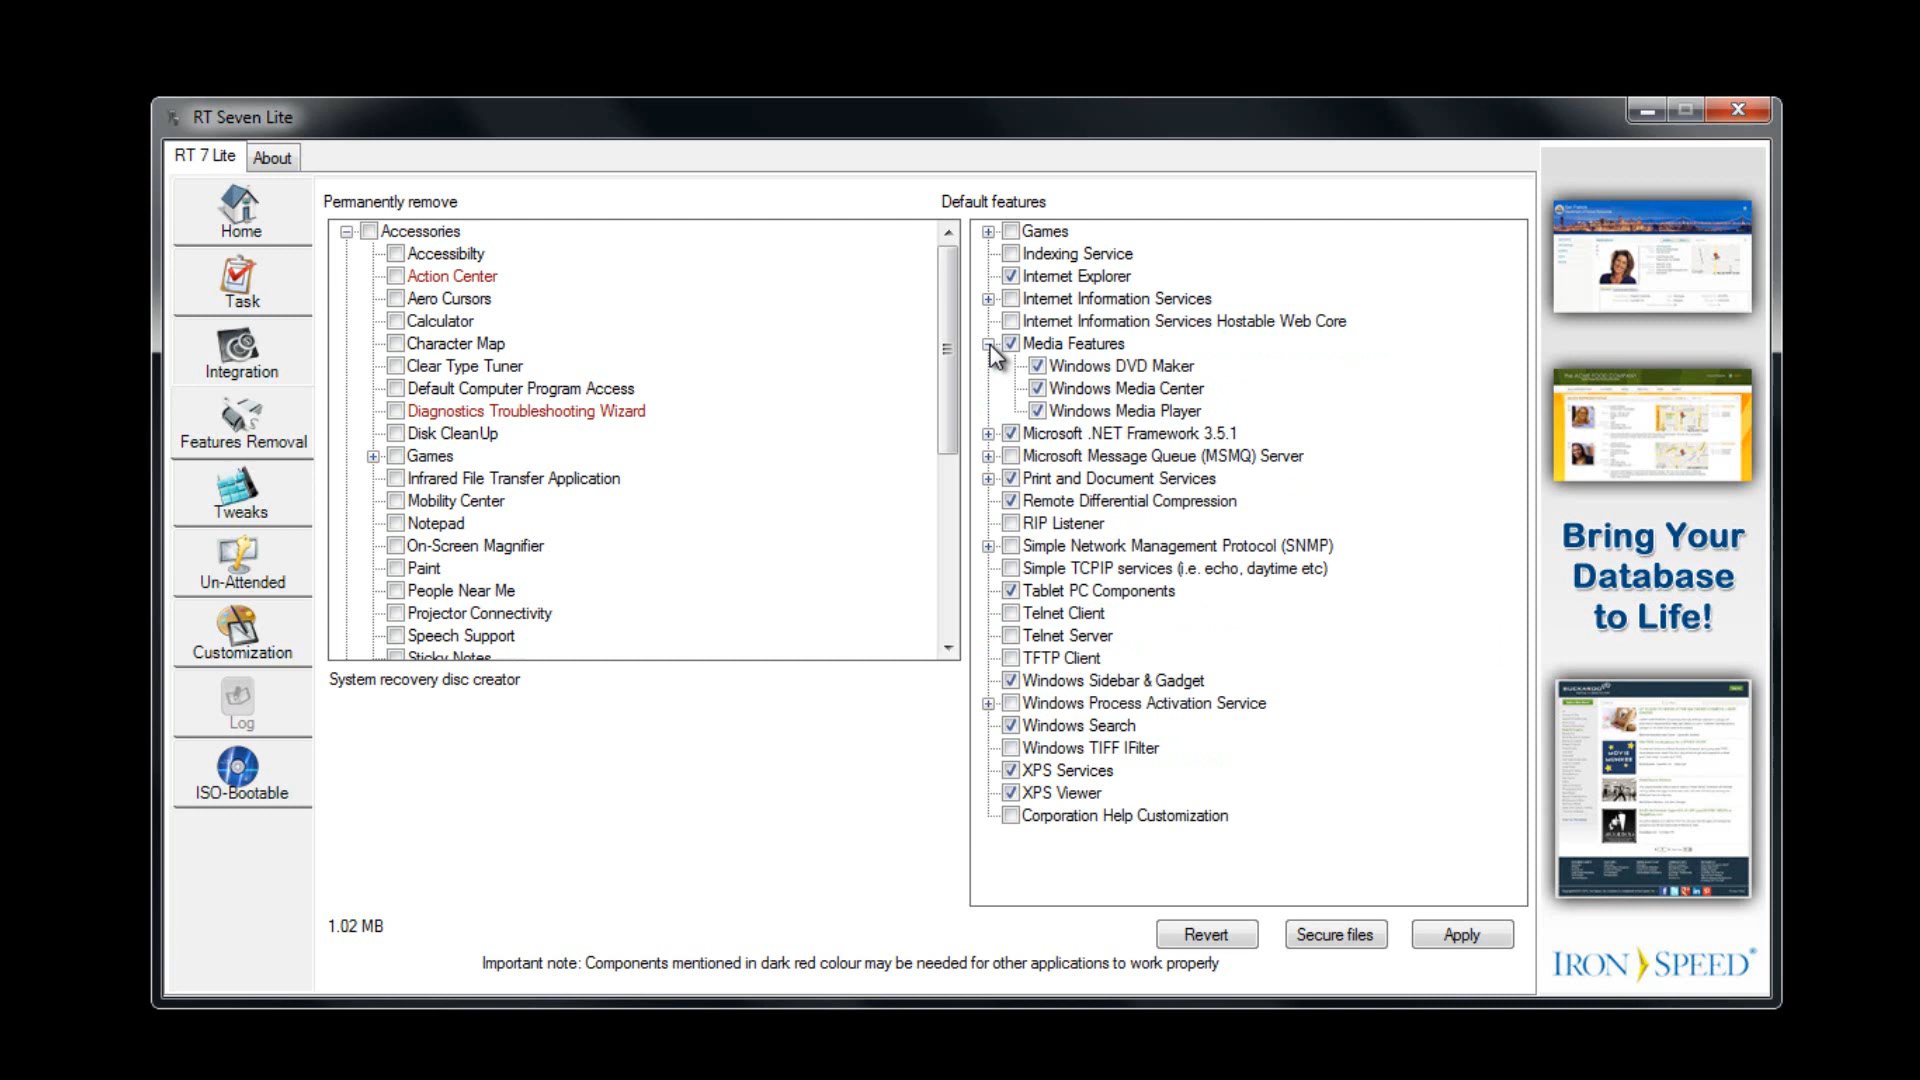 RT Seven Lite
RT 7 Lite
About
Home
Task
Integration
Features Removal
Tweaks
Un-Attended
Customization
Log
ISO-Bootable
Permanently remove
Accessories
Accessibilty
Action Center
Aero Cursors
Calculator
Character Map
Clear Type Tuner
Default Computer Program Access
Diagnostics Troubleshooting Wizard
Disk CleanUp
Games
Infrared File Transfer Application
Mobility Center
Notepad
On-Screen Magnifier
Paint
People Near Me
Projector Connectivity
Speech Support
Sticky Notes
System recovery disc creator
1.02 MB
Default features
Games
Indexing Service
Internet Explorer
Internet Information Services
Internet Information Services Hostable Web Core
Media Features
Windows DVD Maker
Windows Media Center
Windows Media Player
Microsoft .NET Framework 3.5.1
Microsoft Message Queue (MSMQ) Server
Print and Document Services
Remote Differential Compression
RIP Listener
Simple Network Management Protocol (SNMP)
Simple TCPIP services (i.e. echo, daytime etc)
Tablet PC Components
Telnet Client
Telnet Server
TFTP Client
Windows Sidebar & Gadget
Windows Process Activation Service
Windows Search
Windows TIFF IFilter
XPS Services
XPS Viewer
Corporation Help Customization
Revert
Secure files
Apply
Important note: Components mentioned in dark red colour may be needed for other applications to work properly
Bring Your
Database
to Life!
IRON SPEED®